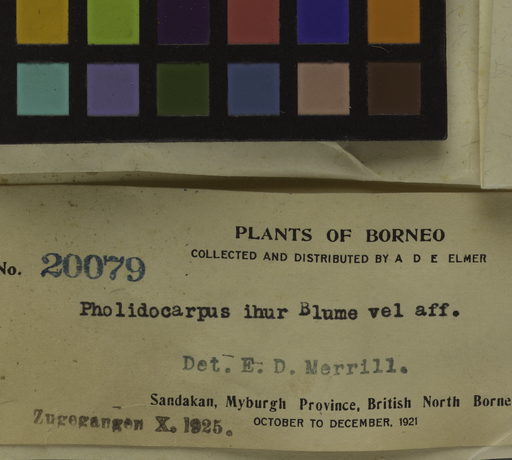 PLANTS OF BORNEO
COLLECTED AND DISTRIBUTED BY A D E ELMER
No. 20079
Pholidocarpus ihur Blume vel aff.
Det. E. D. Merrill.
Sandakan, Myburgh Province, British North Borne
Zugegangen X. 1925.
OCTOBER TO DECEMBER, 1921